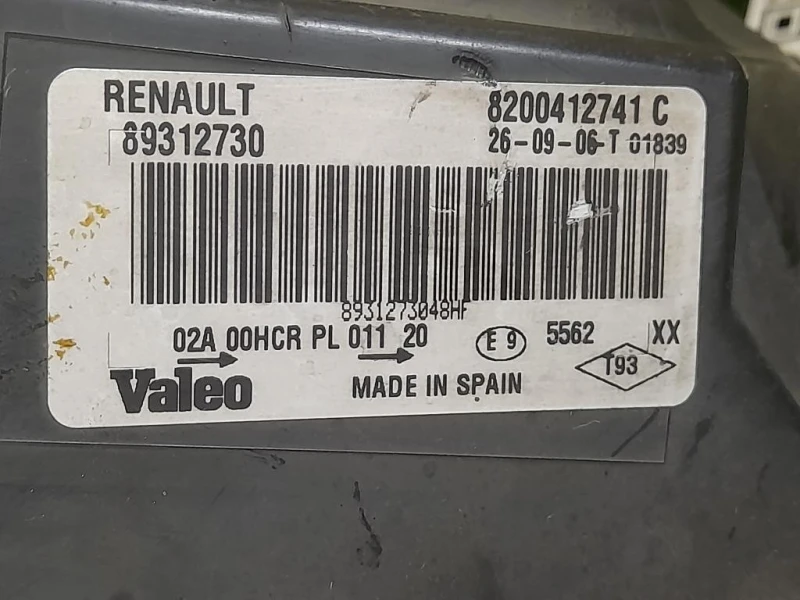 RENAULT 8200412741 C
89312730 26-09-06-T 01839
8931273048HF
02A 00HCR PL 011 20 E 9 5562 XX
T93
Valeo MADE IN SPAIN